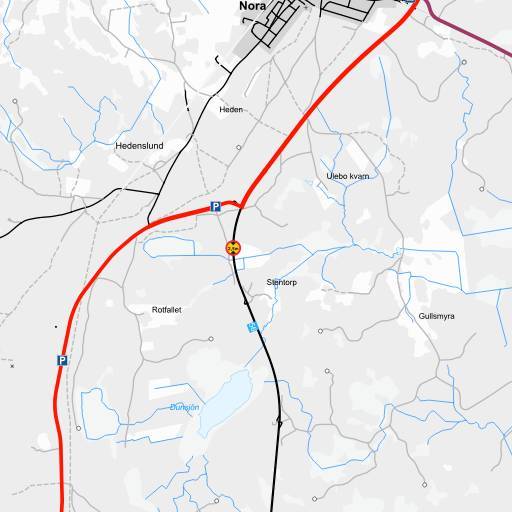 Nora
Heden
Hedenslund
Ulebo kvarn
P
Stentorp
Rotfallet
Gullsmyra
P
Dunsjön